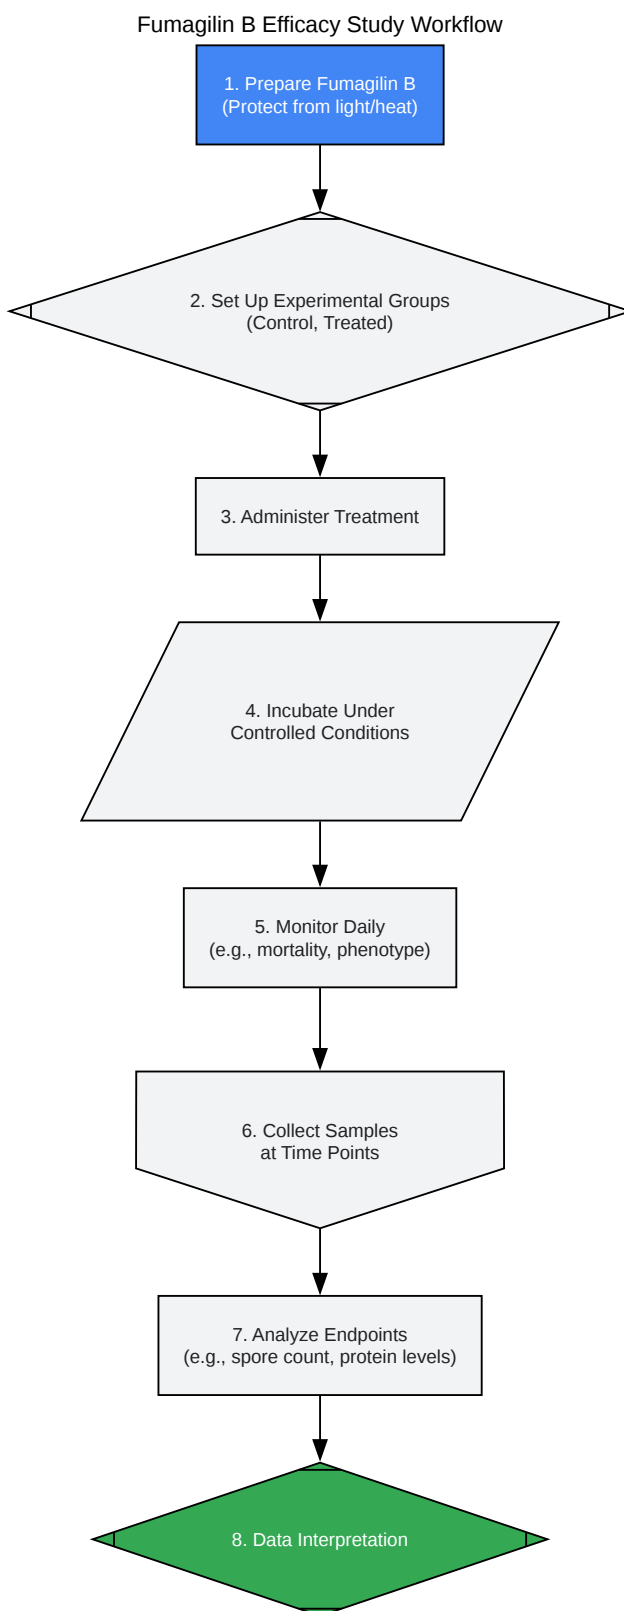 Fumagilin B Efficacy Study Workflow
1. Prepare Fumagilin B
(Protect from light/heat)
2. Set Up Experimental Groups
(Control, Treated)
3. Administer Treatment
4. Incubate Under
Controlled Conditions
5. Monitor Daily
(e.g., mortality, phenotype)
6. Collect Samples
at Time Points
7. Analyze Endpoints
(e.g., spore count, protein levels)
8. Data Interpretation